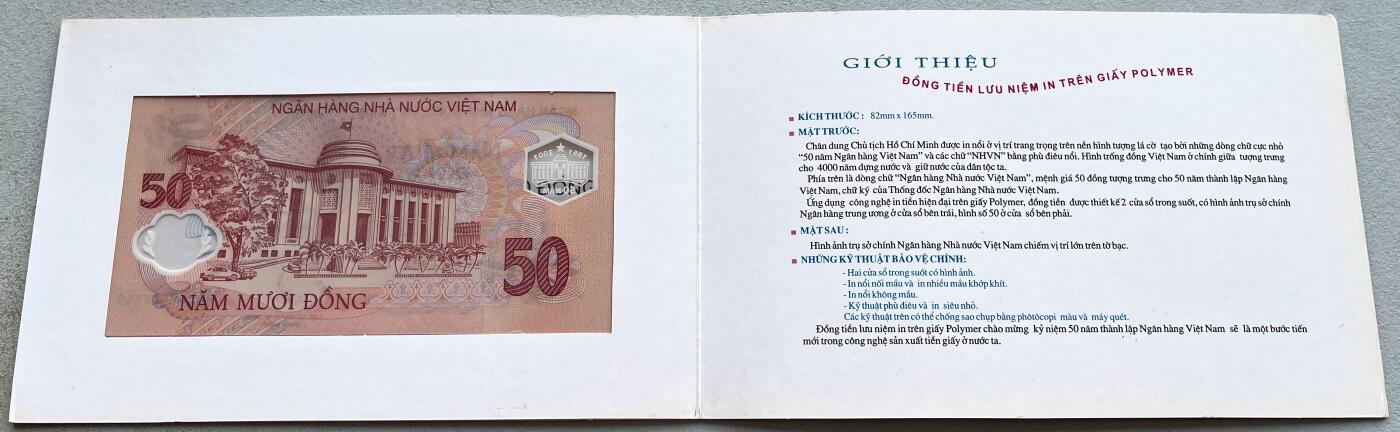 NGÂN HÀNG NHÀ NƯỚC VIỆT NAM
1951 2001
50 NĂM
50
50
NĂM MƯƠI ĐỒNG
GIỚI THIỆU
ĐỒNG TIỀN LƯU NIỆM IN TRÊN GIẤY POLYMER
KÍCH THƯỚC: 82mm x 165mm.
MẶT TRƯỚC:
Chân dung Chủ tịch Hồ Chí Minh được in nổi ở vị trí trang trọng trên nền hình tượng lá cờ tạo bởi những dòng chữ cực nhỏ
"50 năm Ngân hàng Việt Nam" và các chữ "NHVN" bằng phù điêu nổi. Hình trống đồng Việt Nam ở chính giữa tượng trưng
cho 4000 năm dựng nước và giữ nước của dân tộc ta.
Phía trên là dòng chữ "Ngân hàng Nhà nước Việt Nam", mệnh giá 50 đồng tượng trưng cho 50 năm thành lập Ngân hàng
Việt Nam, chữ ký của Thống đốc Ngân hàng Nhà nước Việt Nam.
Ứng dụng công nghệ in tiền hiện đại trên giấy Polymer, đồng tiền được thiết kế 2 cửa sổ trong suốt, có hình ảnh trụ sở chính
Ngân hàng trung ương ở cửa sổ bên trái, hình số 50 ở cửa sổ bên phải.
MẶT SAU:
Hình ảnh trụ sở chính Ngân hàng Nhà nước Việt Nam chiếm vị trí lớn trên tờ bạc.
NHỮNG KỸ THUẬT BẢO VỆ CHÍNH:
- Hai cửa sổ trong suốt có hình ảnh.
- In nổi nối mầu và in nhiều mầu khớp khít.
- In nổi không mầu.
- Kỹ thuật phù điêu và in siêu nhỏ.
Các kỹ thuật trên có thể chống sao chụp bằng phôtôcopi màu và máy quét.
Đồng tiền lưu niệm in trên giấy Polymer chào mừng kỷ niệm 50 năm thành lập Ngân hàng Việt Nam sẽ là một bước tiến
mới trong công nghệ sản xuất tiền giấy ở nước ta.